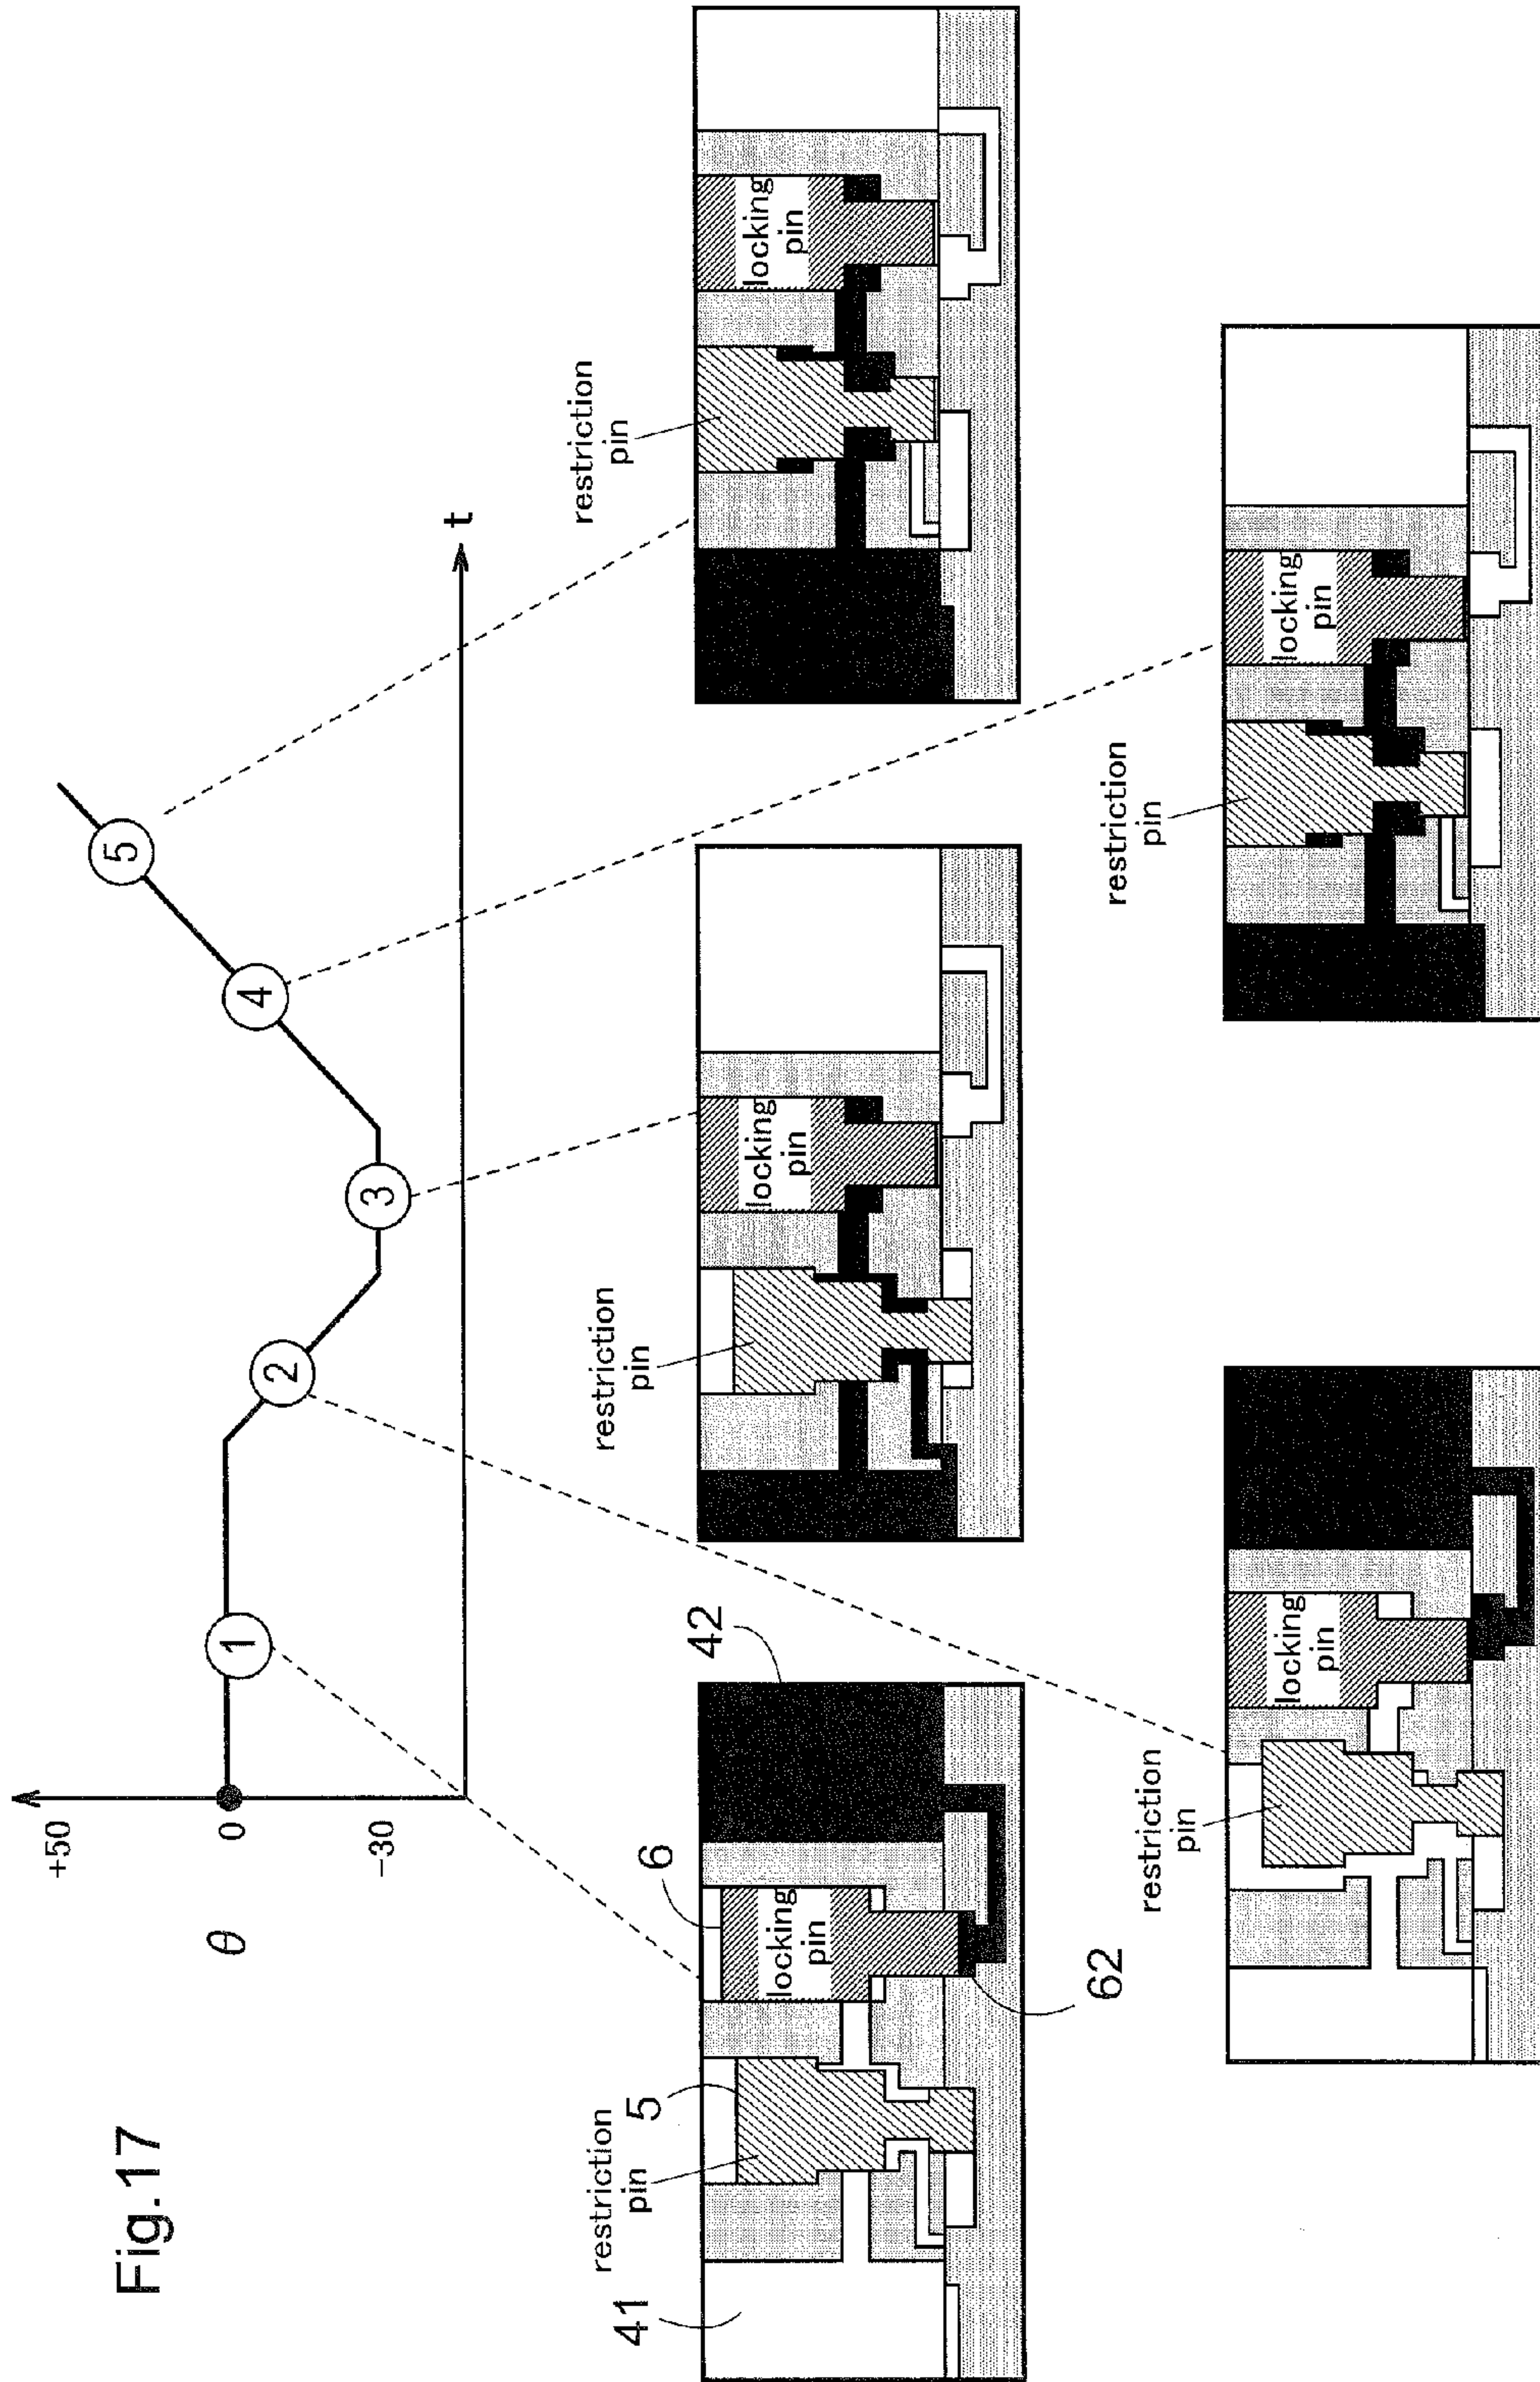 Fig.17
θ
+50
0
-30
t
1
2
3
4
5
41
restriction
pin
5
locking
pin
6
62
42
restriction
pin
locking
pin
restriction
pin
locking
pin
restriction
pin
locking
pin
restriction
pin
locking
pin